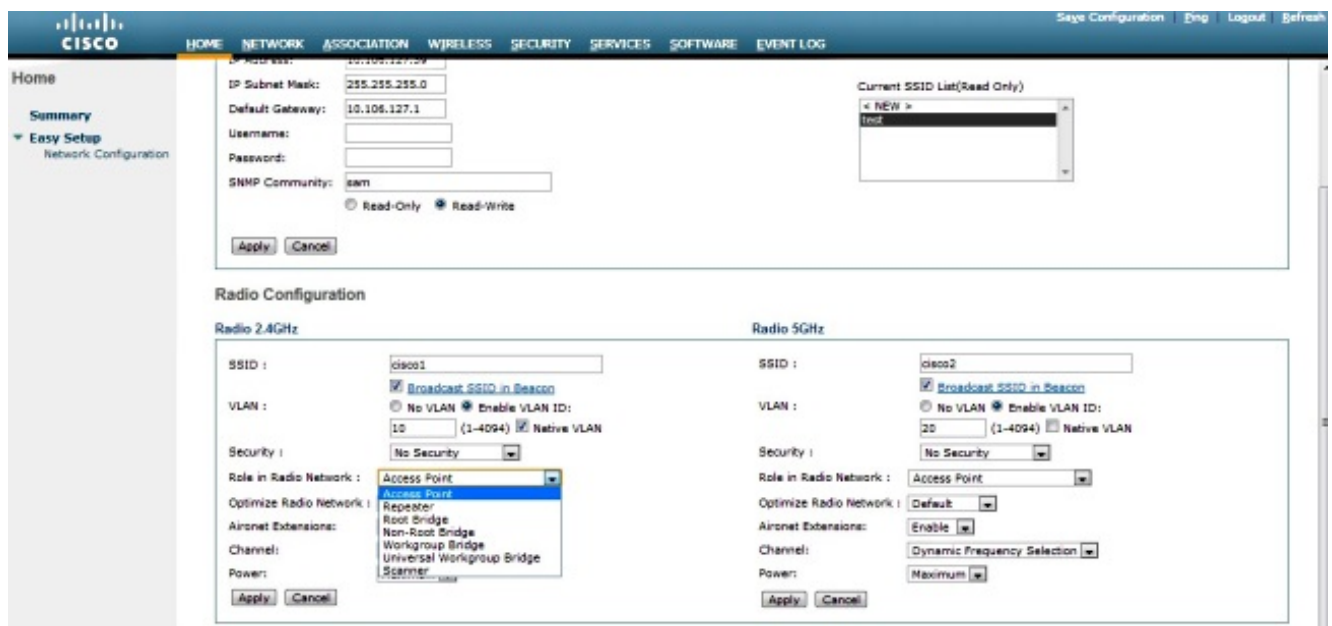 Save Configuration Ping Logout Refresh
CISCO
HOME NETWORK ASSOCIATION WIRELESS SECURITY SERVICES SOFTWARE EVENT LOG
Home
Summary
Easy Setup
Network Configuration
IP Address: 10.106.127.39
IP Subnet Mask: 255.255.255.0
Default Gateway: 10.106.127.1
Username:
Password:
SNMP Community: sam
Read-Only Read-Write
Apply Cancel
Current SSID List(Read Only)
< NEW >
test
Radio Configuration
Radio 2.4GHz
SSID : cisco1
Broadcast SSID in Beacon
VLAN : No VLAN Enable VLAN ID:
10 (1-4094) Native VLAN
Security : No Security
Role in Radio Network : Access Point
Access Point
Repeater
Root Bridge
Non-Root Bridge
Workgroup Bridge
Universal Workgroup Bridge
Scanner
Optimize Radio Network :
Aironet Extensions:
Channel:
Power:
Apply Cancel
Radio 5GHz
SSID : cisco2
Broadcast SSID in Beacon
VLAN : No VLAN Enable VLAN ID:
20 (1-4094) Native VLAN
Security : No Security
Role in Radio Network : Access Point
Optimize Radio Network : Default
Aironet Extensions: Enable
Channel: Dynamic Frequency Selection
Power: Maximum
Apply Cancel